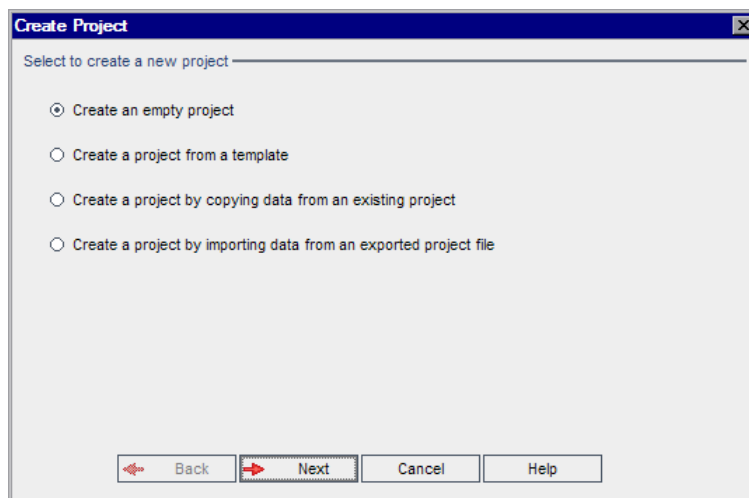 Create Project
Select to create a new project
Create an empty project
Create a project from a template
Create a project by copying data from an existing project
Create a project by importing data from an exported project file
Back Next Cancel Help